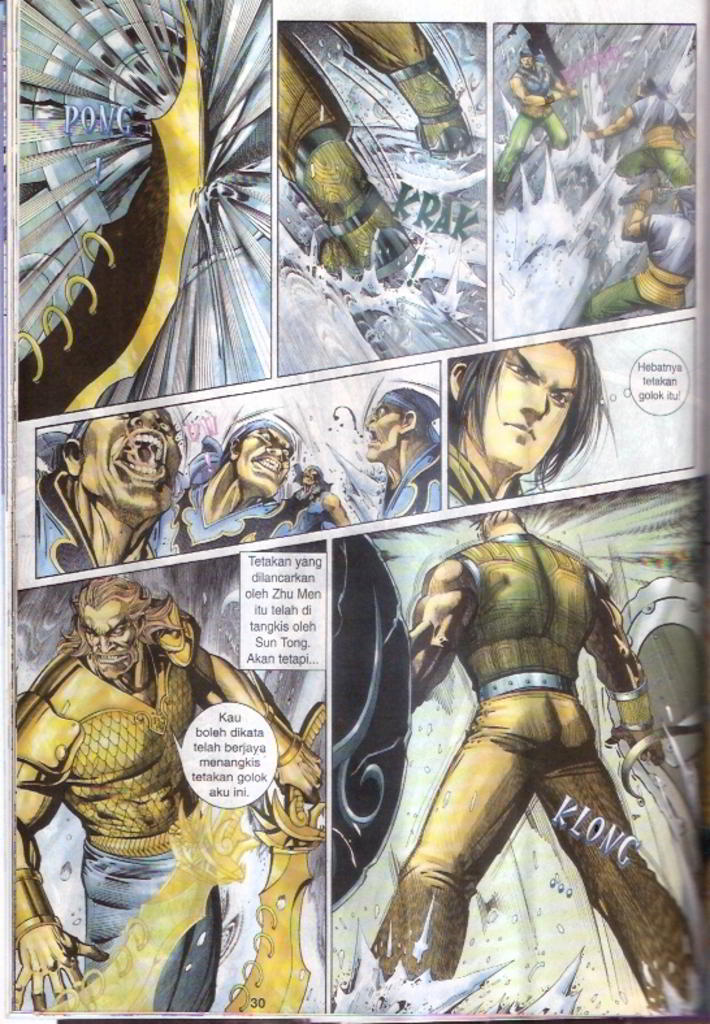 PONG
!
KRAK
!
Hebatnya
tetakan
golok itu!
Tetakan yang
dilancarkan
oleh Zhu Men
itu telah di
tangkis oleh
Sun Tong.
Akan tetapi...
Kau
boleh dikata
telah berjaya
menangkis
tetakan golok
aku ini.
KLONG
...
30